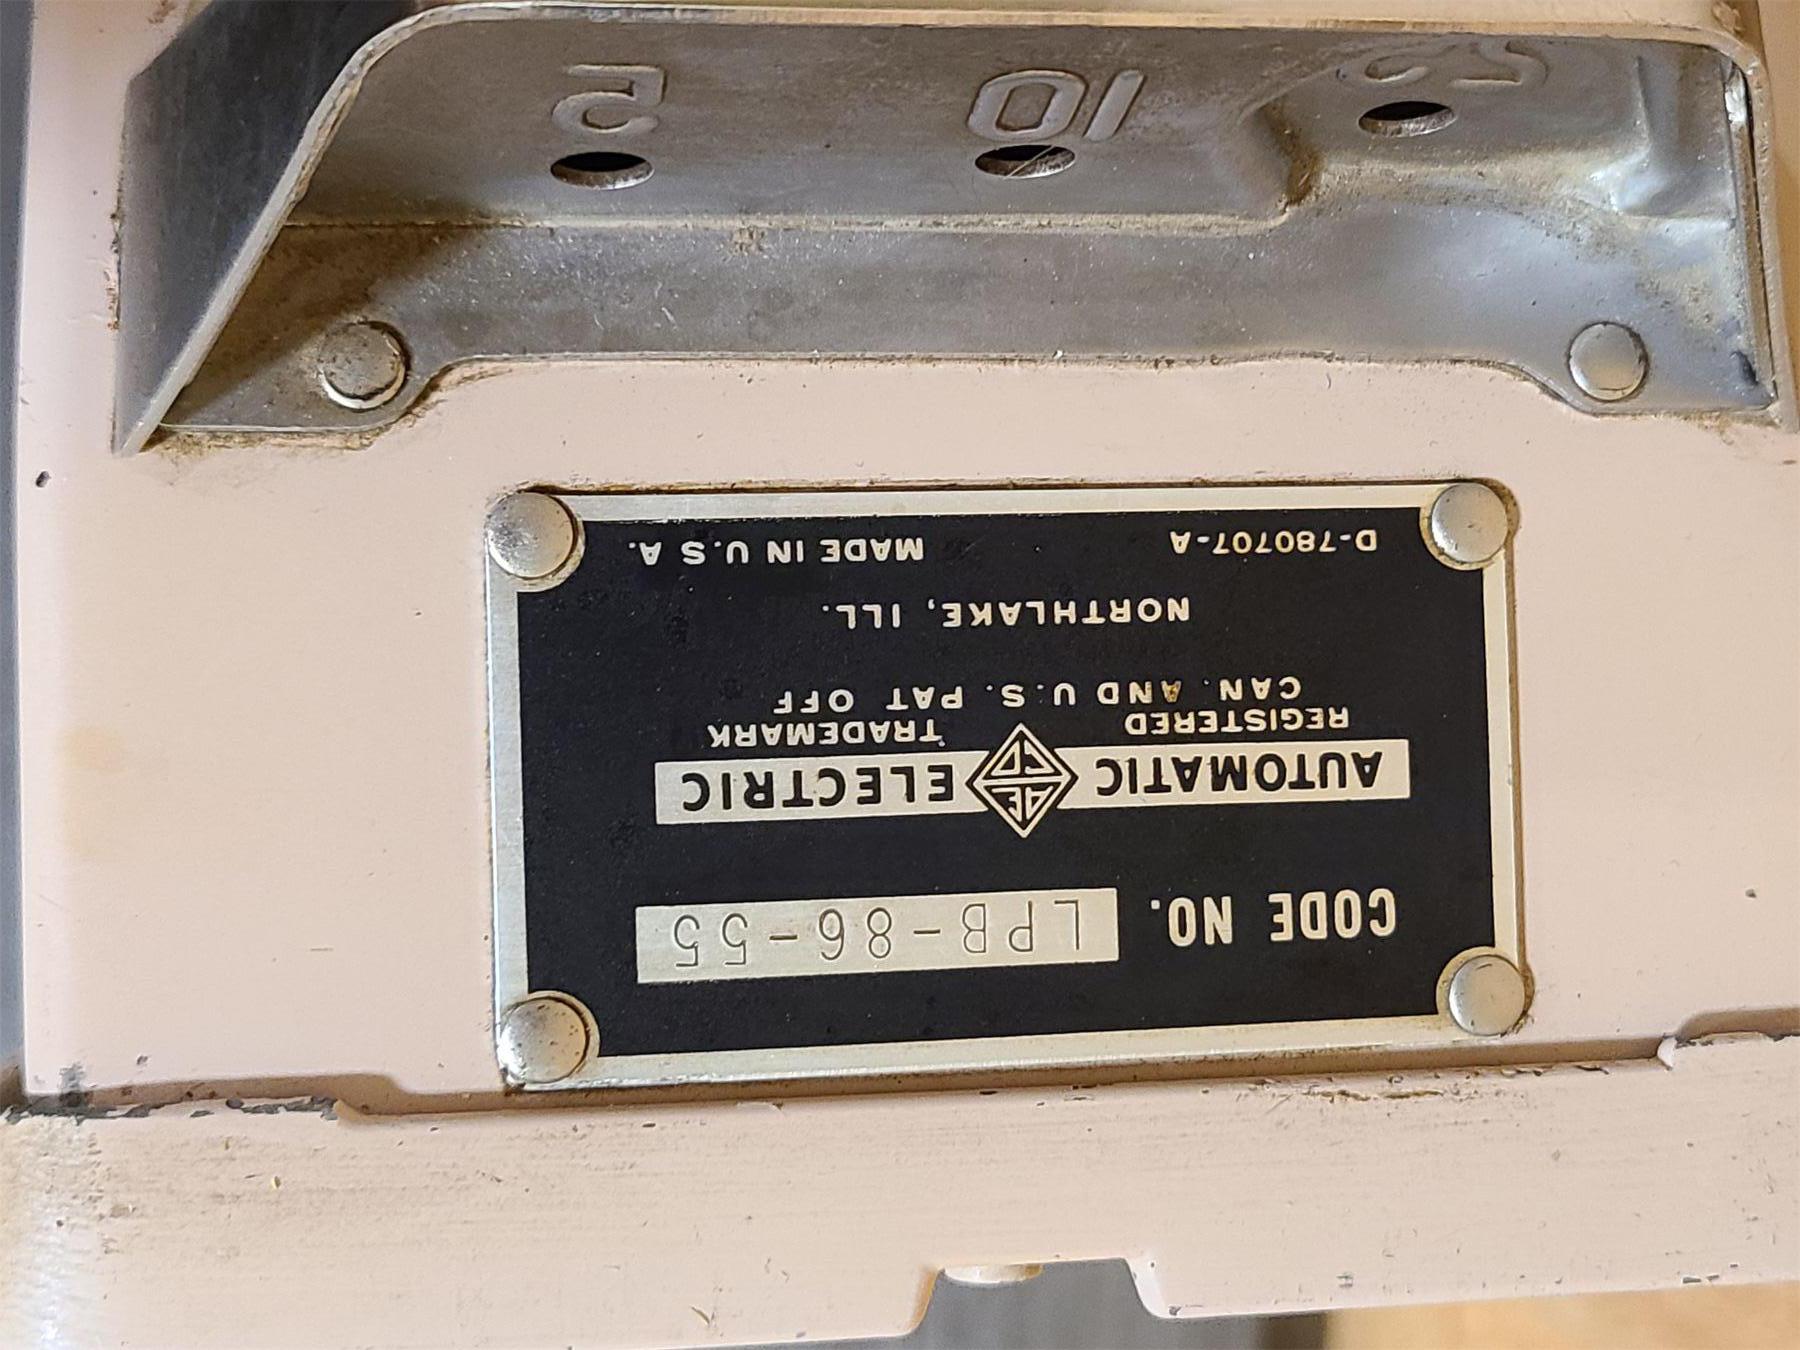 CODE NO. LPB-86-55
AUTOMATIC AE CO ELECTRIC
REGISTERED TRADEMARK
CAN. AND U.S. PAT OFF
NORTHLAKE, ILL.
D-780707-A MADE IN U.S A.
25 10 5